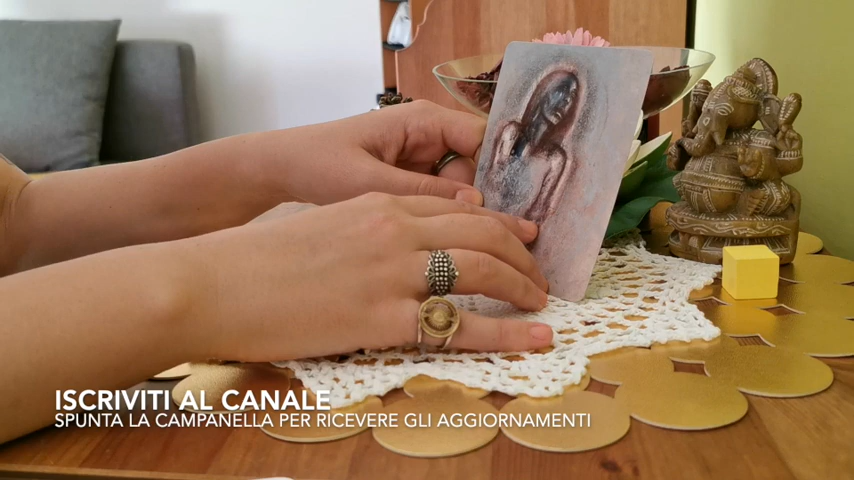 ISCRIVITI AL CANALE
SPUNTA LA CAMPANELLA PER RICEVERE GLI AGGIORNAMENTI